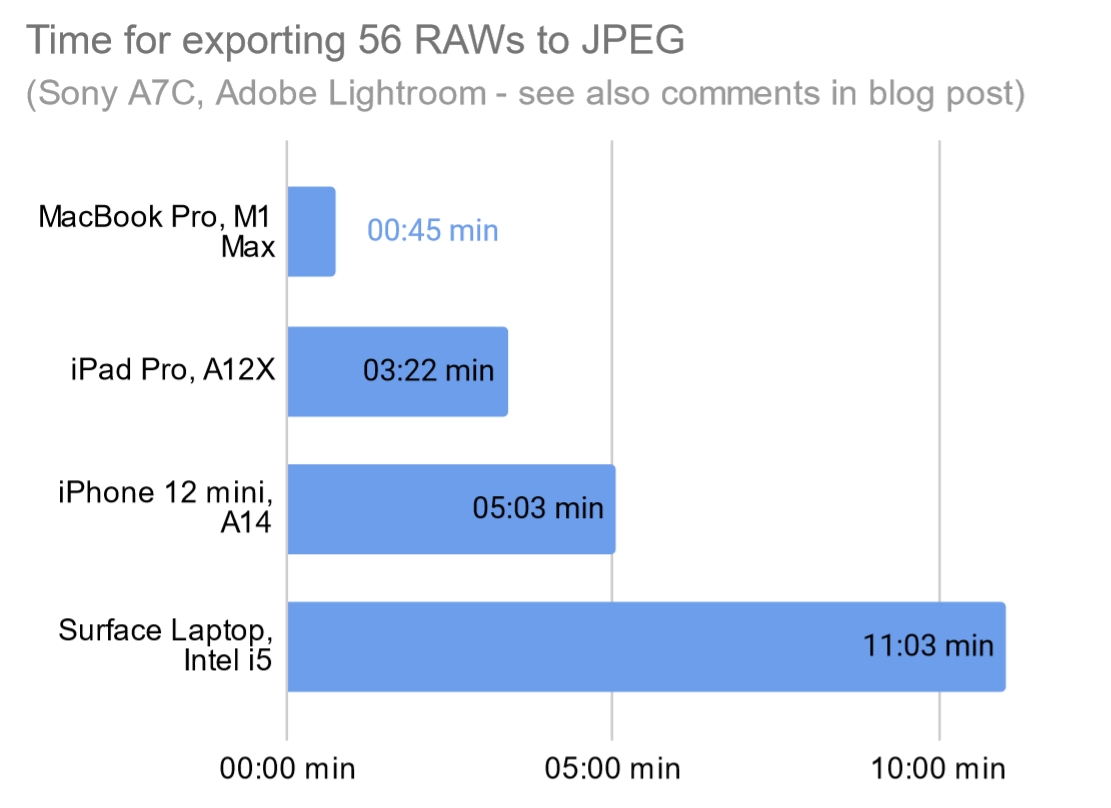 Time for exporting 56 RAWs to JPEG
(Sony A7C, Adobe Lightroom - see also comments in blog post)
MacBook Pro, M1
Max
00:45 min
iPad Pro, A12X
03:22 min
iPhone 12 mini,
A14
05:03 min
Surface Laptop,
Intel i5
11:03 min
00:00 min
05:00 min
10:00 min